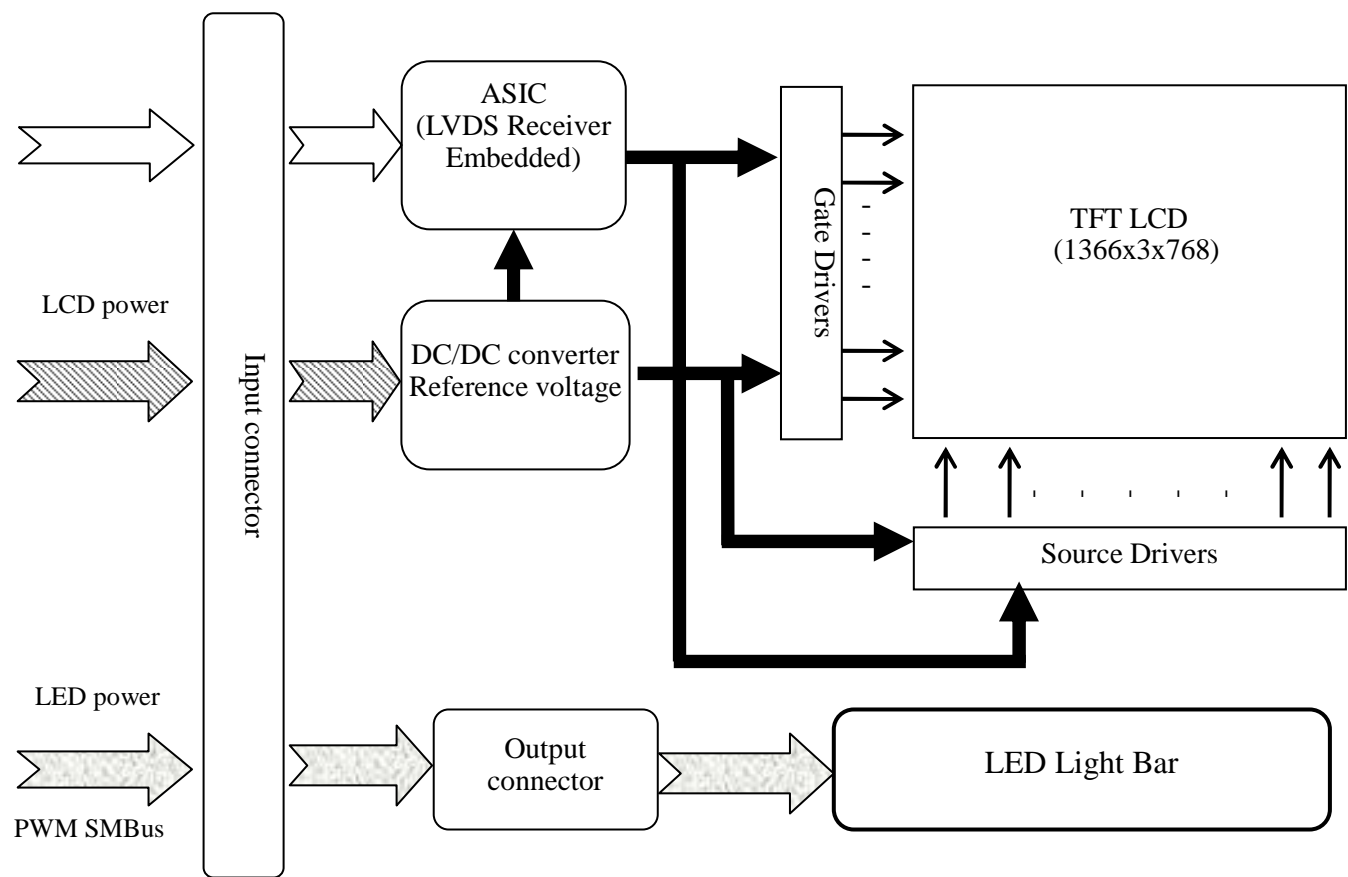 ASIC
(LVDS Receiver
Embedded)
Gate Drivers
TFT LCD
(1366x3x768)
LCD power
Input connector
DC/DC converter
Reference voltage
Source Drivers
LED power
PWM SMBus
Output
connector
LED Light Bar